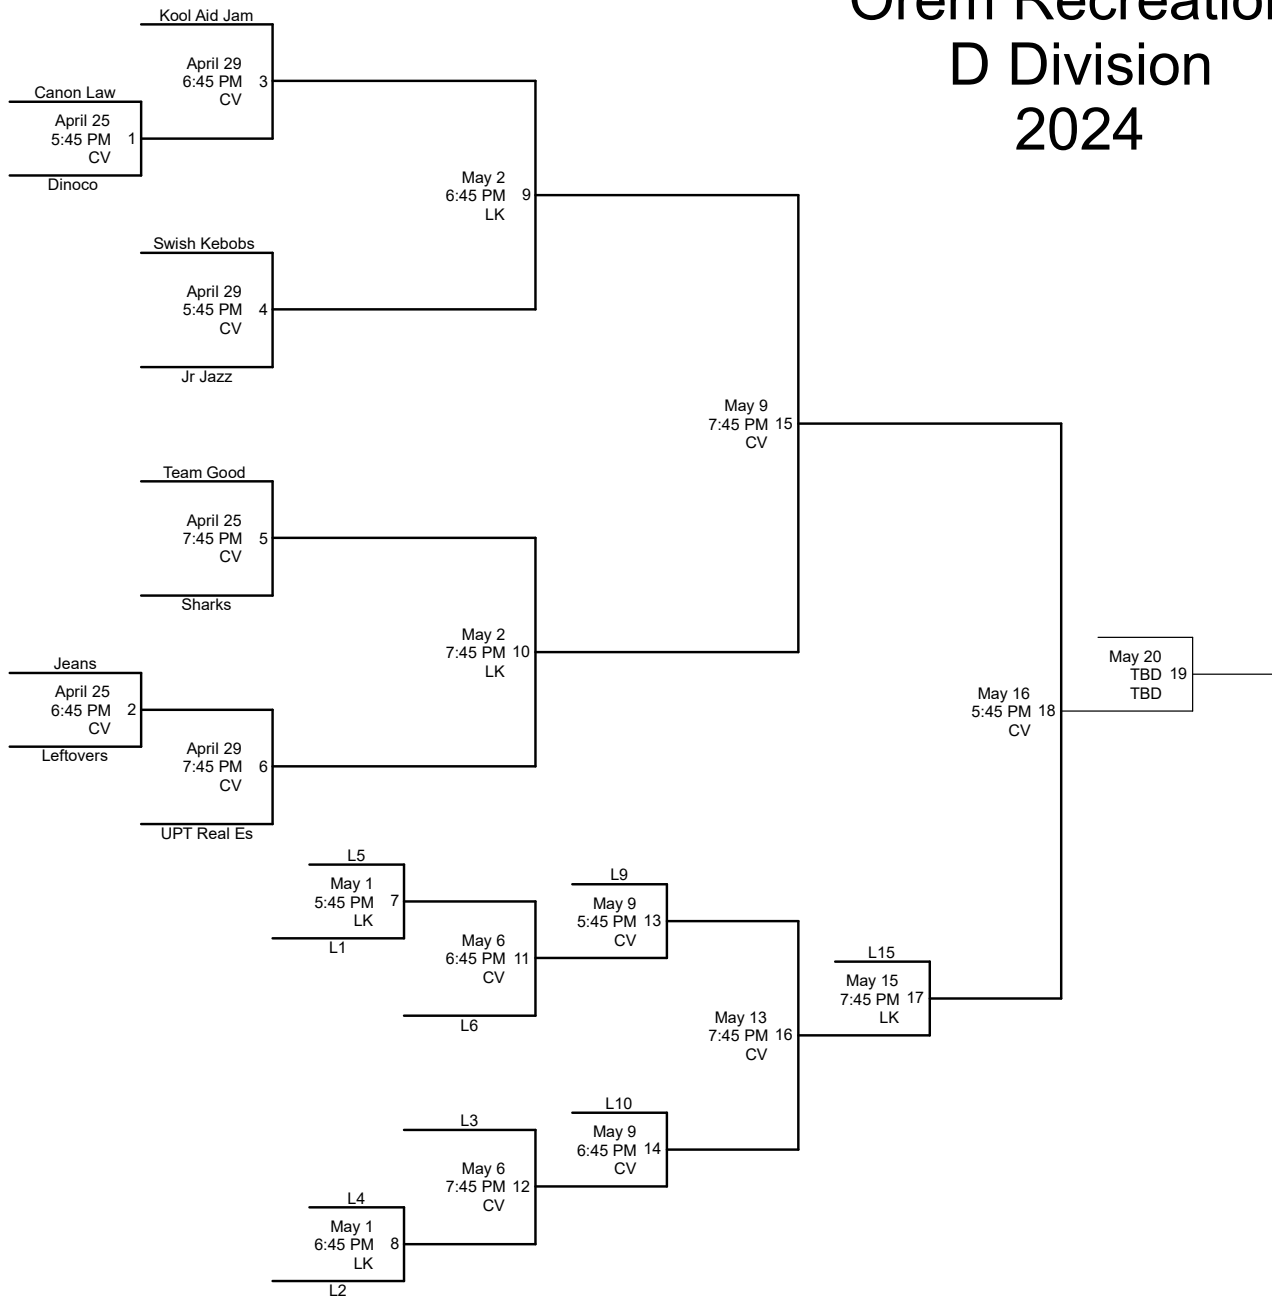 Orem Recreation
D Division
2024
Kool Aid Jam
April 29
6:45 PM 3
CV
Canon Law
April 25
5:45 PM 1
CV
Dinoco
May 2
6:45 PM 9
LK
Swish Kebobs
April 29
5:45 PM 4
CV
Jr Jazz
May 9
7:45 PM 15
CV
Team Good
April 25
7:45 PM 5
CV
Sharks
May 2
7:45 PM 10
LK
Jeans
April 25
6:45 PM 2
CV
Leftovers
April 29
7:45 PM 6
CV
UPT Real Es
May 20
TBD 19
TBD
May 16
5:45 PM 18
CV
L5
May 1
5:45 PM 7
LK
L1
L9
May 9
5:45 PM 13
CV
May 6
6:45 PM 11
CV
L6
L15
May 15
7:45 PM 17
LK
May 13
7:45 PM 16
CV
L10
May 9
6:45 PM 14
CV
L3
May 6
7:45 PM 12
CV
L4
May 1
6:45 PM 8
LK
L2